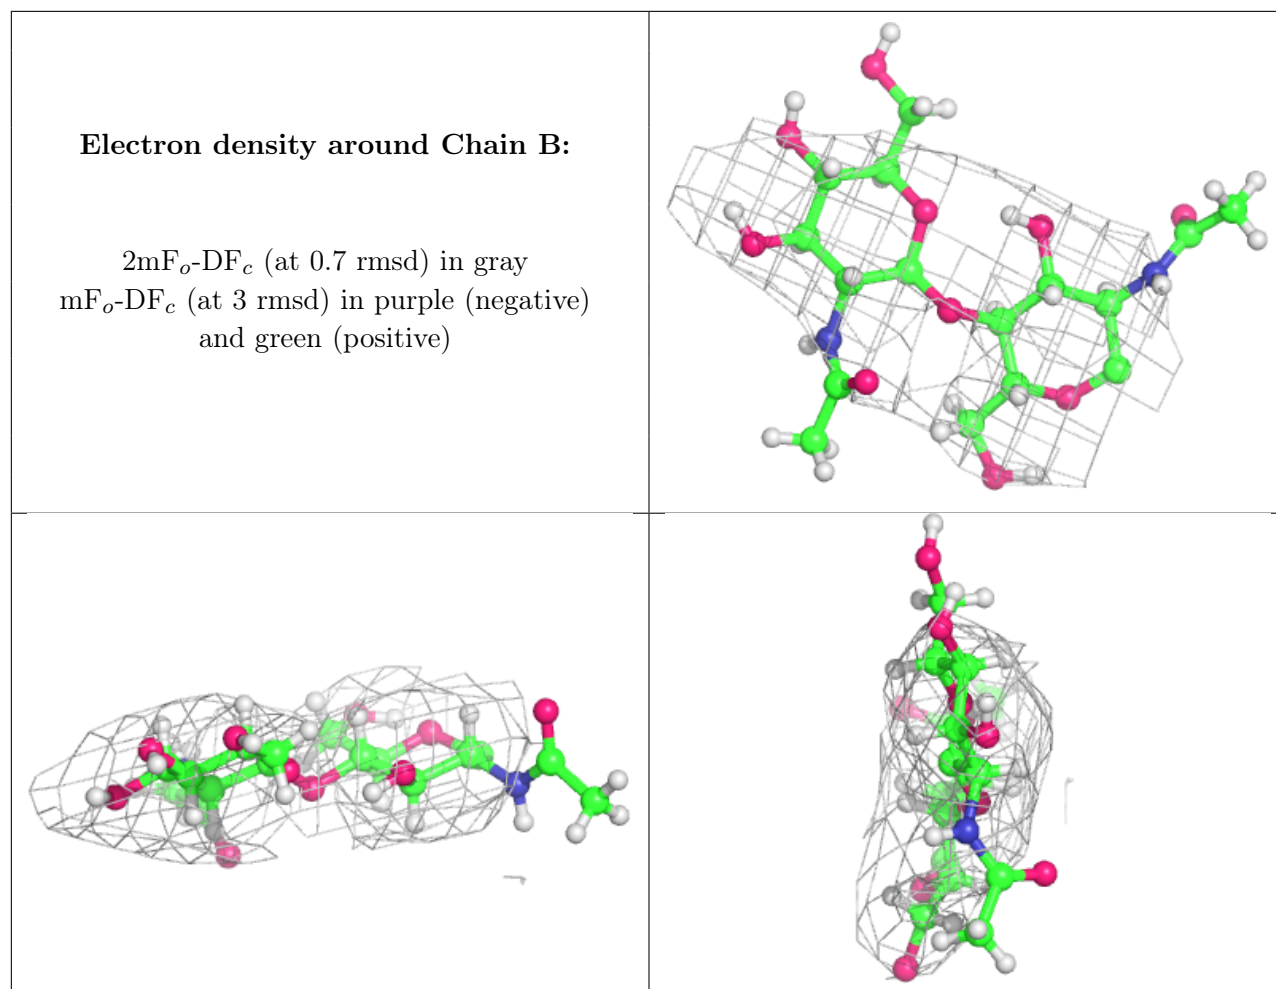 Electron density around Chain B:
2mF$_o$-DF$_c$ (at 0.7 rmsd) in gray
mF$_o$-DF$_c$ (at 3 rmsd) in purple (negative)
and green (positive)